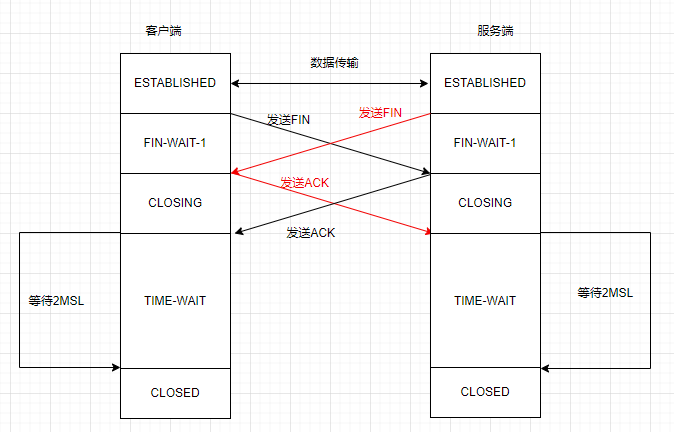 客户端
服务端
数据传输
ESTABLISHED
ESTABLISHED
发送FIN
发送FIN
FIN-WAIT-1
FIN-WAIT-1
发送ACK
CLOSING
CLOSING
发送ACK
等待2MSL
TIME-WAIT
TIME-WAIT
等待2MSL
CLOSED
CLOSED